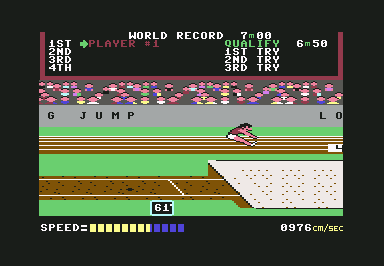 WORLD RECORD 7m00
1ST PLAYER #1 QUALIFY 6m50
2ND 1ST TRY
3RD 2ND TRY
4TH 3RD TRY
G JUMP LO
61°
SPEED= 0976CM/SEC